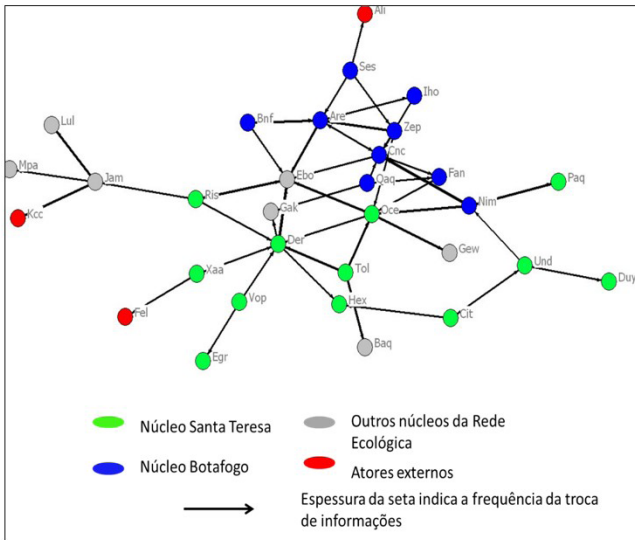 Ali
Ses
Iho
Bnf
Are
Zep
Lul
Cnc
Mpa
Jam
Ebo
Qaq
Fan
Ris
Gak
Oce
Nim
Paq
Kcc
Der
Gew
Xaa
Tol
Und
Duy
Fel
Vop
Hex
Cit
Egr
Baq
Núcleo Santa Teresa
Outros núcleos da Rede
Ecológica
Núcleo Botafogo
Atores externos
Espessura da seta indica a frequência da troca
de informações